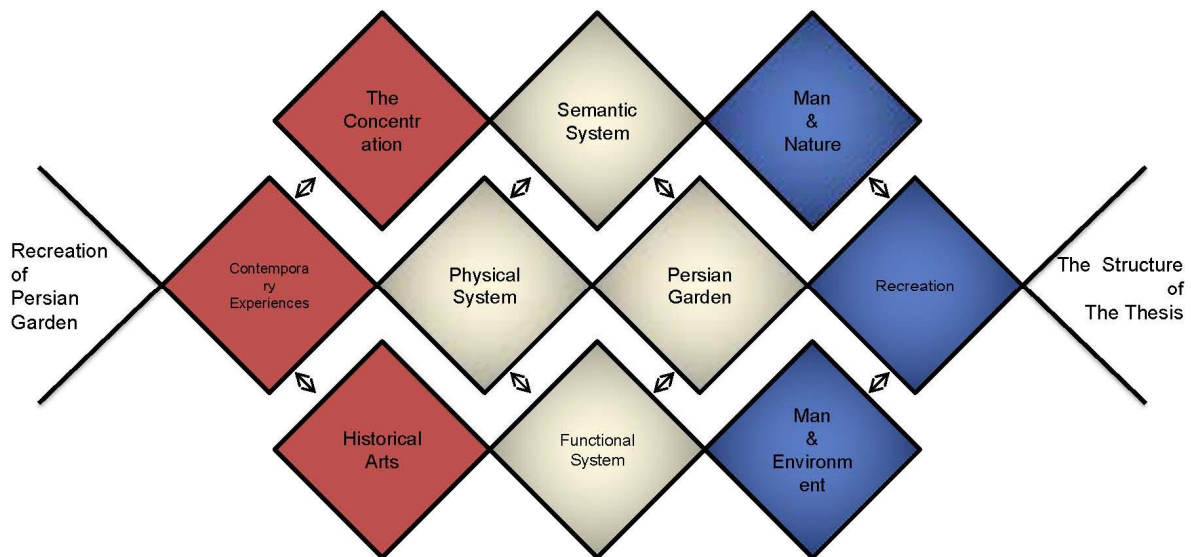 The
Concentr
ation
Semantic
System
Man
&
Nature
Recreation
of
Persian
Garden
Contempora
ry
Experiences
Physical
System
Persian
Garden
Recreation
The Structure
of
The Thesis
Historical
Arts
Functional
System
Man
&
Environm
ent